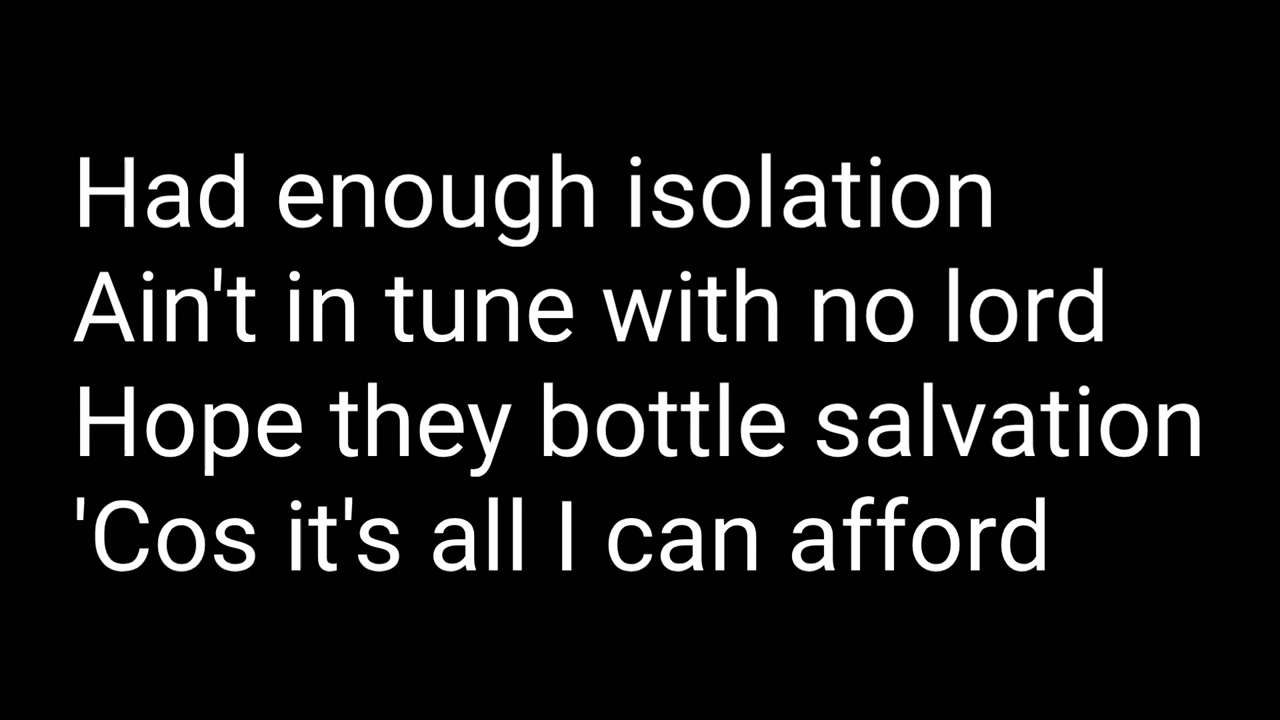 Had enough isolation
Ain't in tune with no lord
Hope they bottle salvation
'Cos it's all I can afford